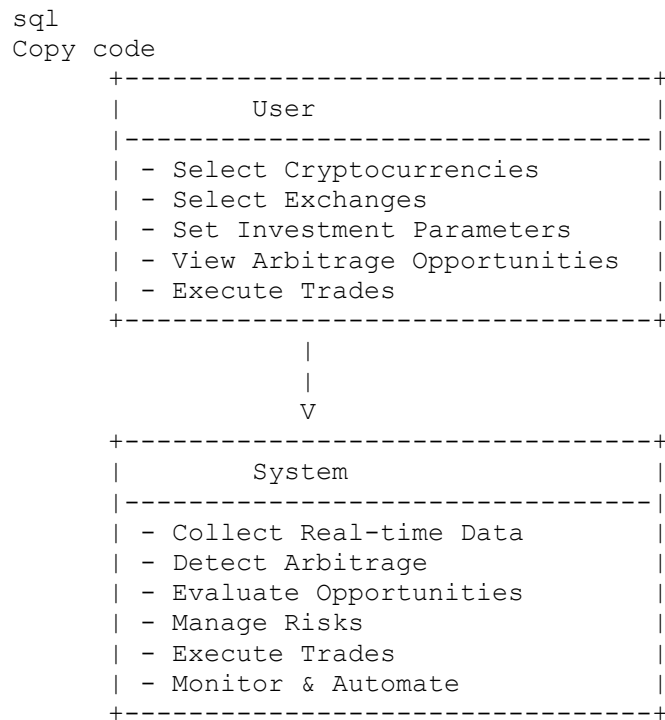 sql
Copy code
+---------------------------------+
| User |
|---------------------------------|
| - Select Cryptocurrencies |
| - Select Exchanges |
| - Set Investment Parameters |
| - View Arbitrage Opportunities |
| - Execute Trades |
+---------------------------------+
|
|
V
+---------------------------------+
| System |
|---------------------------------|
| - Collect Real-time Data |
| - Detect Arbitrage |
| - Evaluate Opportunities |
| - Manage Risks |
| - Execute Trades |
| - Monitor & Automate |
+---------------------------------+